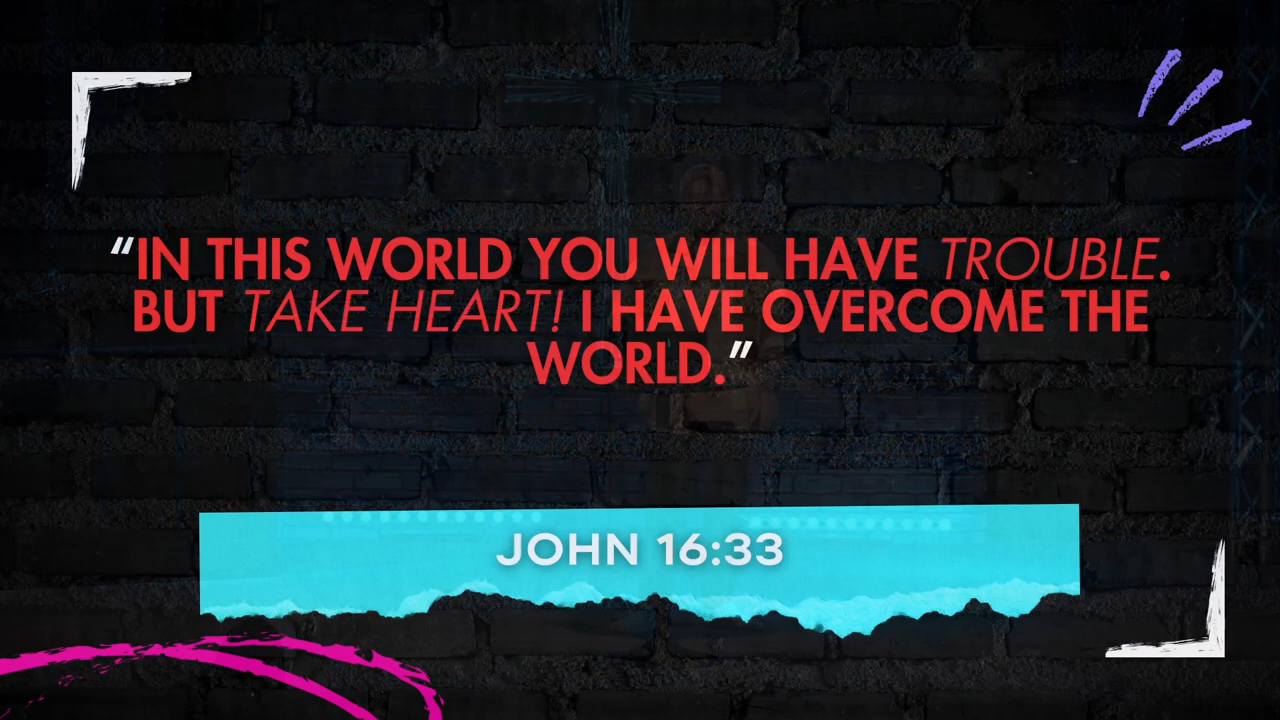 “IN THIS WORLD YOU WILL HAVE TROUBLE.
BUT TAKE HEART! I HAVE OVERCOME THE
WORLD.”
JOHN 16:33